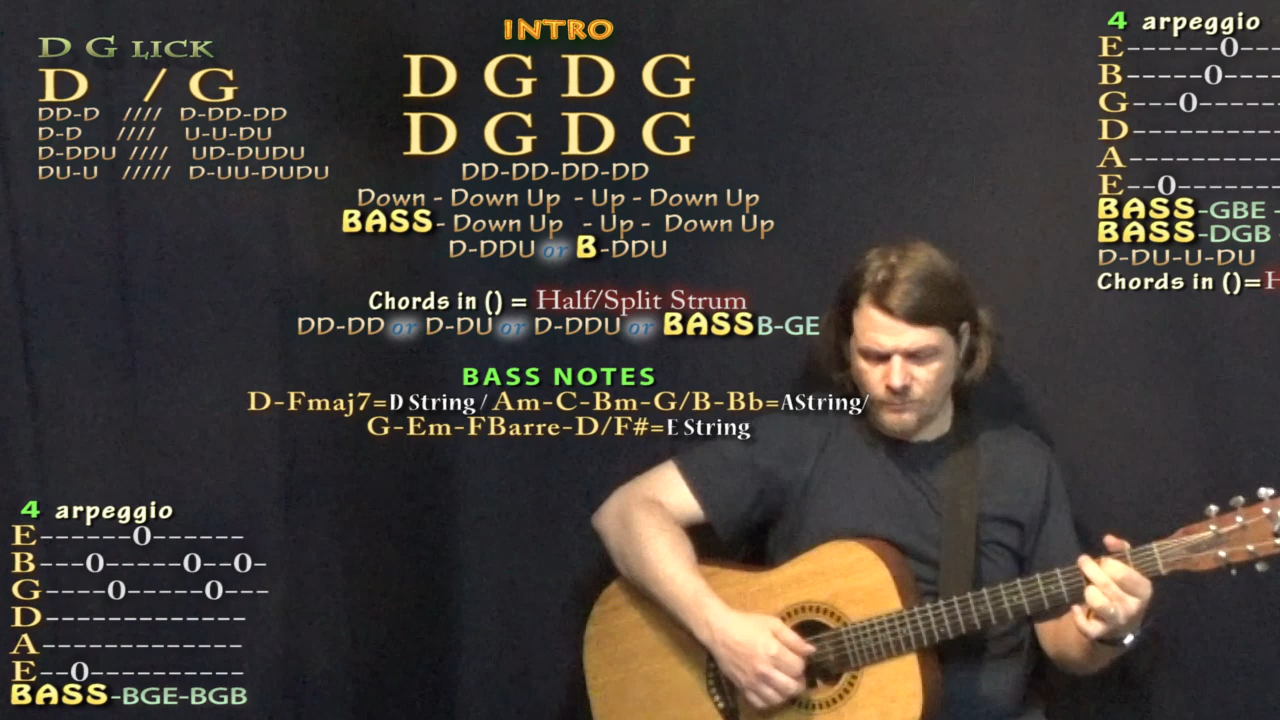 D G LICK
D / G
DD-D //// D-DD-DD
D-D //// U-U-DU
D-DDU //// UD-DUDU
DU-U ///// D-UU-DUDU
INTRO
D G D G
D G D G
DD-DD-DD-DD
Down - Down Up - Up - Down Up
BASS- Down Up - Up - Down Up
D-DDU or B-DDU
Chords in () = Half/Split Strum
DD-DD or D-DU or D-DDU or BASS B-GE
BASS NOTES
D-Fmaj7=D String / Am-C-Bm-G/B-Bb=AString/
G-Em-FBarre-D/F#=E String
4 arpeggio
E------0---
B-----0----
G---0------
D----------
A----------
E--0-------
BASS-GBE -
BASS-DGB -
D-DU-U-DU
Chords in ()=H
4 arpeggio
E------0------
B---0-----0--0-
G----0-----0---
D-------------
A-------------
E--0----------
BASS-BGE-BGB